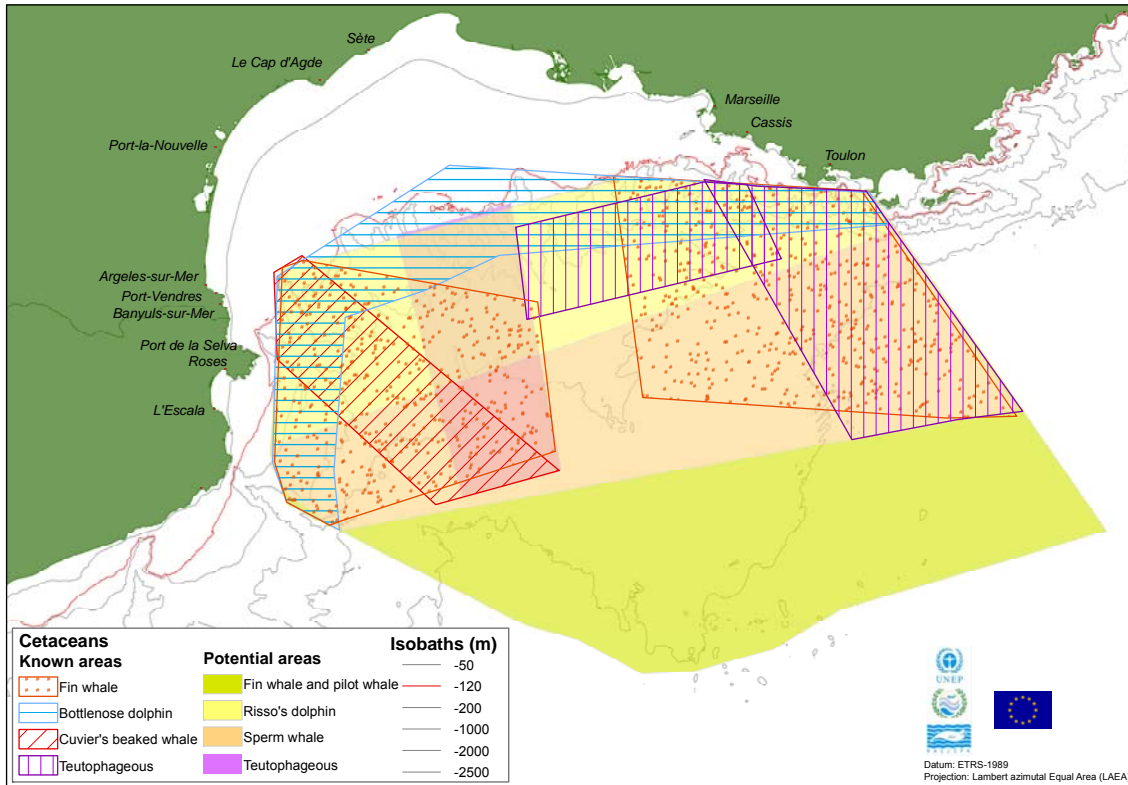 Sète
Le Cap d'Agde
Marseille
Cassis
Port-la-Nouvelle
Toulon
Argeles-sur-Mer
Port-Vendres
Banyuls-sur-Mer
Port de la Selva
Roses
L'Escala
Cetaceans
Known areas
Fin whale
Bottlenose dolphin
Cuvier's beaked whale
Teutophageous
Potential areas
Fin whale and pilot whale
Risso's dolphin
Sperm whale
Teutophageous
Isobaths (m)
-50
-120
-200
-1000
-2000
-2500
UNEP
Datum: ETRS-1989
Projection: Lambert azimutal Equal Area (LAEA)